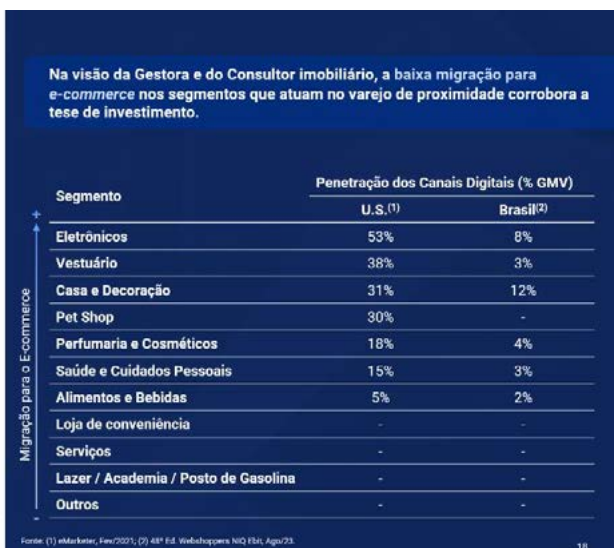 Na visão da Gestora e do Consultor imobiliário, a baixa migração para
e-commerce nos segmentos que atuam no varejo de proximidade corrobora a
tese de investimento.
Segmento
Penetração dos Canais Digitais (% GMV)
U.S.(1) Brasil(2)
+
Eletrônicos 53% 8%
Vestuário 38% 3%
Casa e Decoração 31% 12%
Pet Shop 30% -
Perfumaria e Cosméticos 18% 4%
Saúde e Cuidados Pessoais 15% 3%
Alimentos e Bebidas 5% 2%
Loja de conveniência - -
Serviços - -
Lazer / Academia / Posto de Gasolina - -
Outros - -
-
Migração para o E-commerce
Fonte: (1) eMarketer, Fev/2021; (2) 48ª Ed. Webshoppers NIQ Ebit, Ago/23.
18